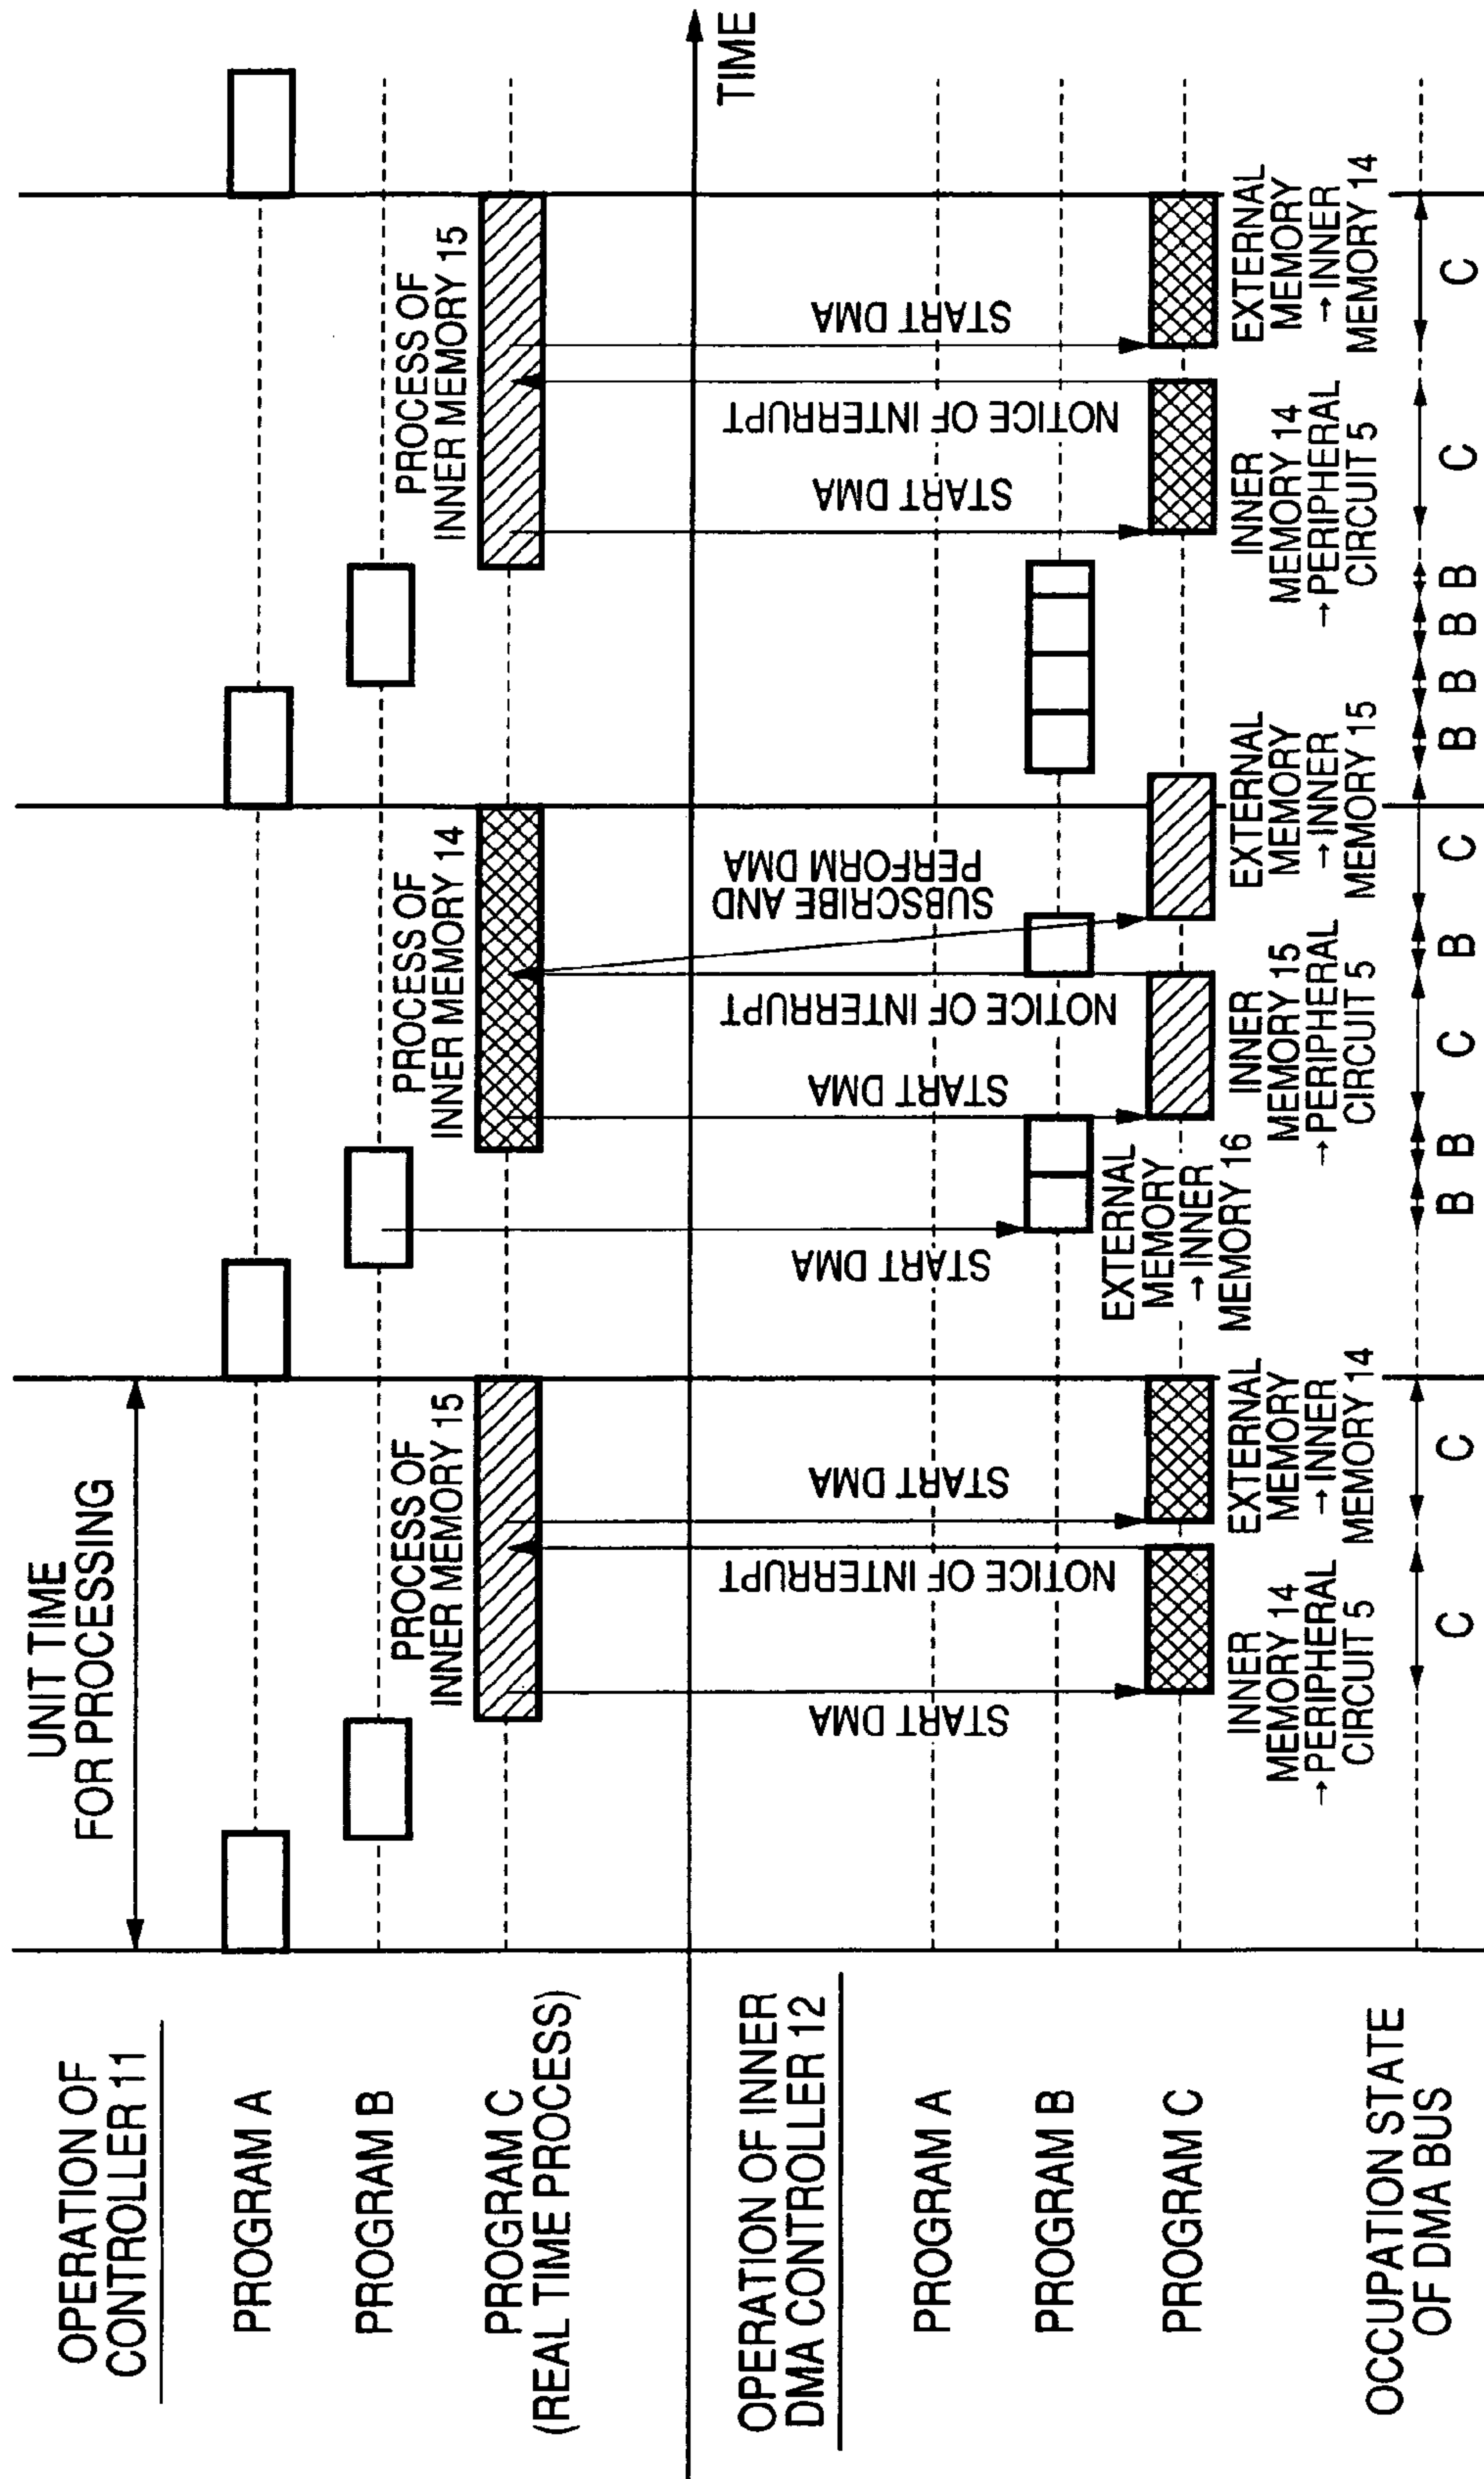 UNIT TIME
FOR PROCESSING
OPERATION OF
CONTROLLER 11
PROGRAM A
PROGRAM B
PROGRAM C
(REAL TIME PROCESS)
PROCESS OF
INNER MEMORY 15
PROCESS OF
INNER MEMORY 14
PROCESS OF
INNER MEMORY 15
TIME
START DMA
NOTICE OF INTERRUPT
START DMA
START DMA
START DMA
NOTICE OF INTERRUPT
SUBSCRIBE AND
PERFORM DMA
START DMA
NOTICE OF INTERRUPT
START DMA
OPERATION OF INNER
DMA CONTROLLER 12
PROGRAM A
PROGRAM B
EXTERNAL
MEMORY
→INNER
MEMORY 16
PROGRAM C
INNER
MEMORY 14
→PERIPHERAL
CIRCUIT 5
EXTERNAL
MEMORY
→INNER
MEMORY 14
INNER
MEMORY 15
→PERIPHERAL
CIRCUIT 5
EXTERNAL
MEMORY
→INNER
MEMORY 15
INNER
MEMORY 14
→PERIPHERAL
CIRCUIT 5
EXTERNAL
MEMORY
→INNER
MEMORY 14
OCCUPATION STATE
OF DMA BUS
C C B B C B C B B B B C C